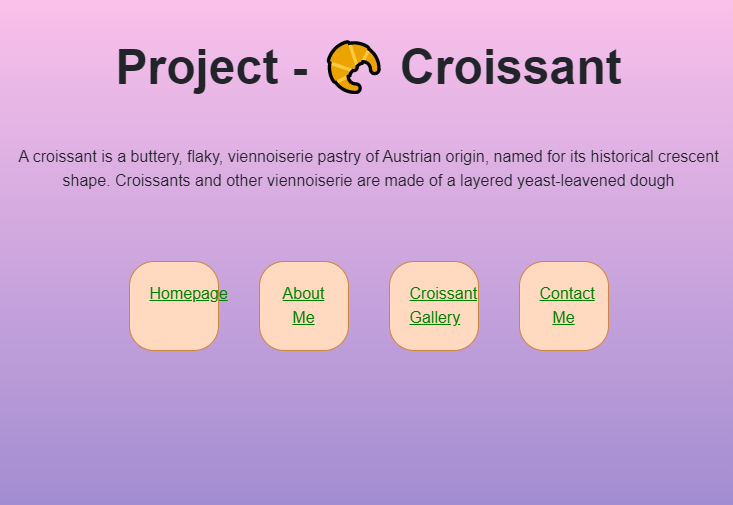 Project - 🥐 Croissant
A croissant is a buttery, flaky, viennoiserie pastry of Austrian origin, named for its historical crescent
shape. Croissants and other viennoiserie are made of a layered yeast-leavened dough
Homepage
About
Me
Croissant
Gallery
Contact
Me